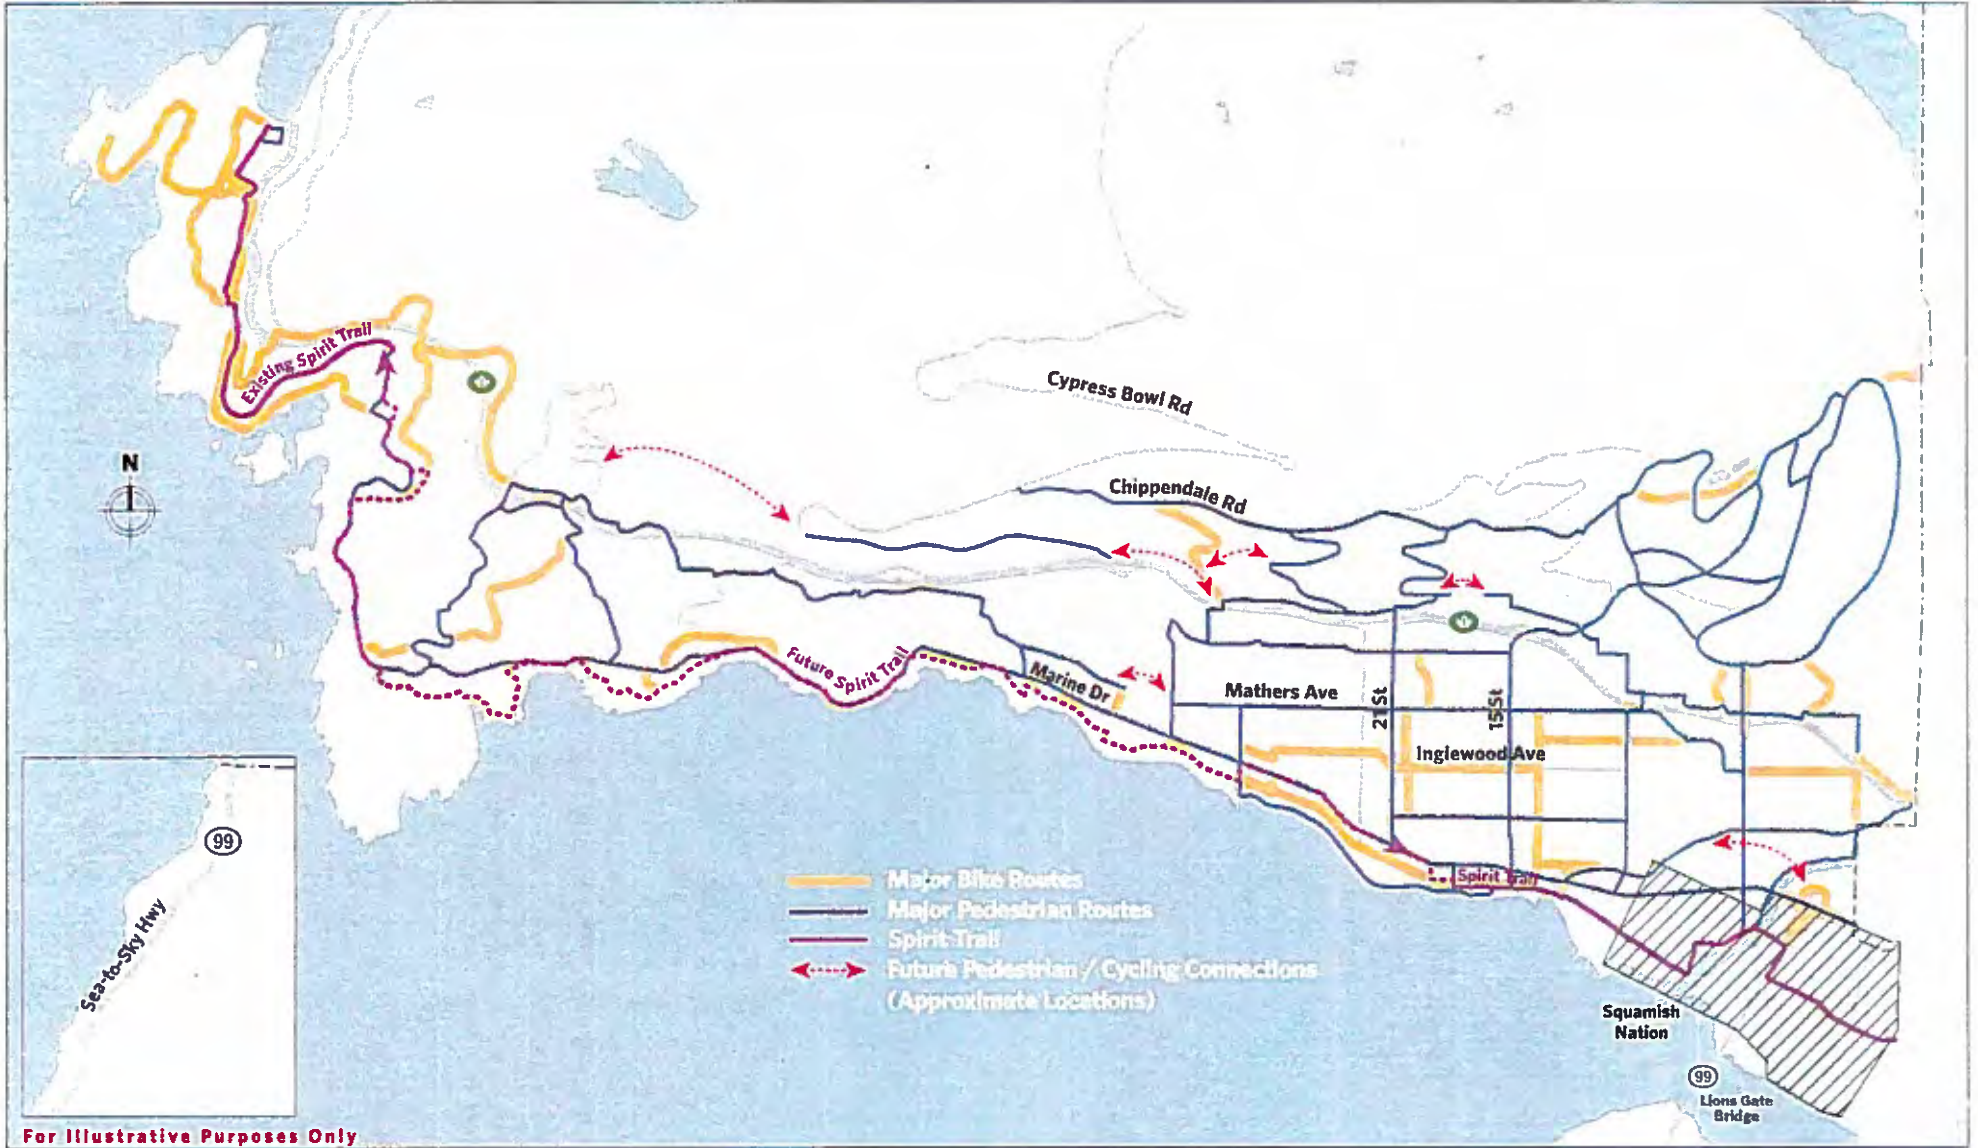 Existing Spirit Trail
Cypress Bowl Rd
N
Chippendale Rd
Future Spirit Trail
Marine Dr
Mathers Ave
21 St
15 St
Inglewood Ave
99
Sea-to-Sky Hwy
Major Bike Routes
Major Pedestrian Routes
Spirit Trail
Future Pedestrian / Cycling Connections
(Approximate Locations)
Spirit Trail
Squamish
Nation
99
Lions Gate
Bridge
For Illustrative Purposes Only